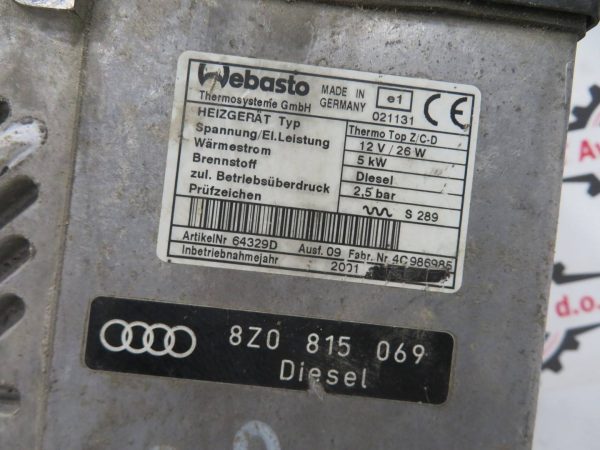 Webasto
Thermosysteme GmbH
MADE IN GERMANY
e1
021131
CE
HEIZGERÄT Typ Thermo Top Z/C-D
Spannung/El.Leistung 12 V / 26 W
Wärmestrom 5 kW
Brennstoff Diesel
zul. Betriebsüberdruck 2,5 bar
Prüfzeichen S 289
ArtikelNr 64329D Ausf. 09 Fabr. Nr. 4C986985
Inbetriebnahmejahr 2001
8Z0 815 069
Diesel
d.o.